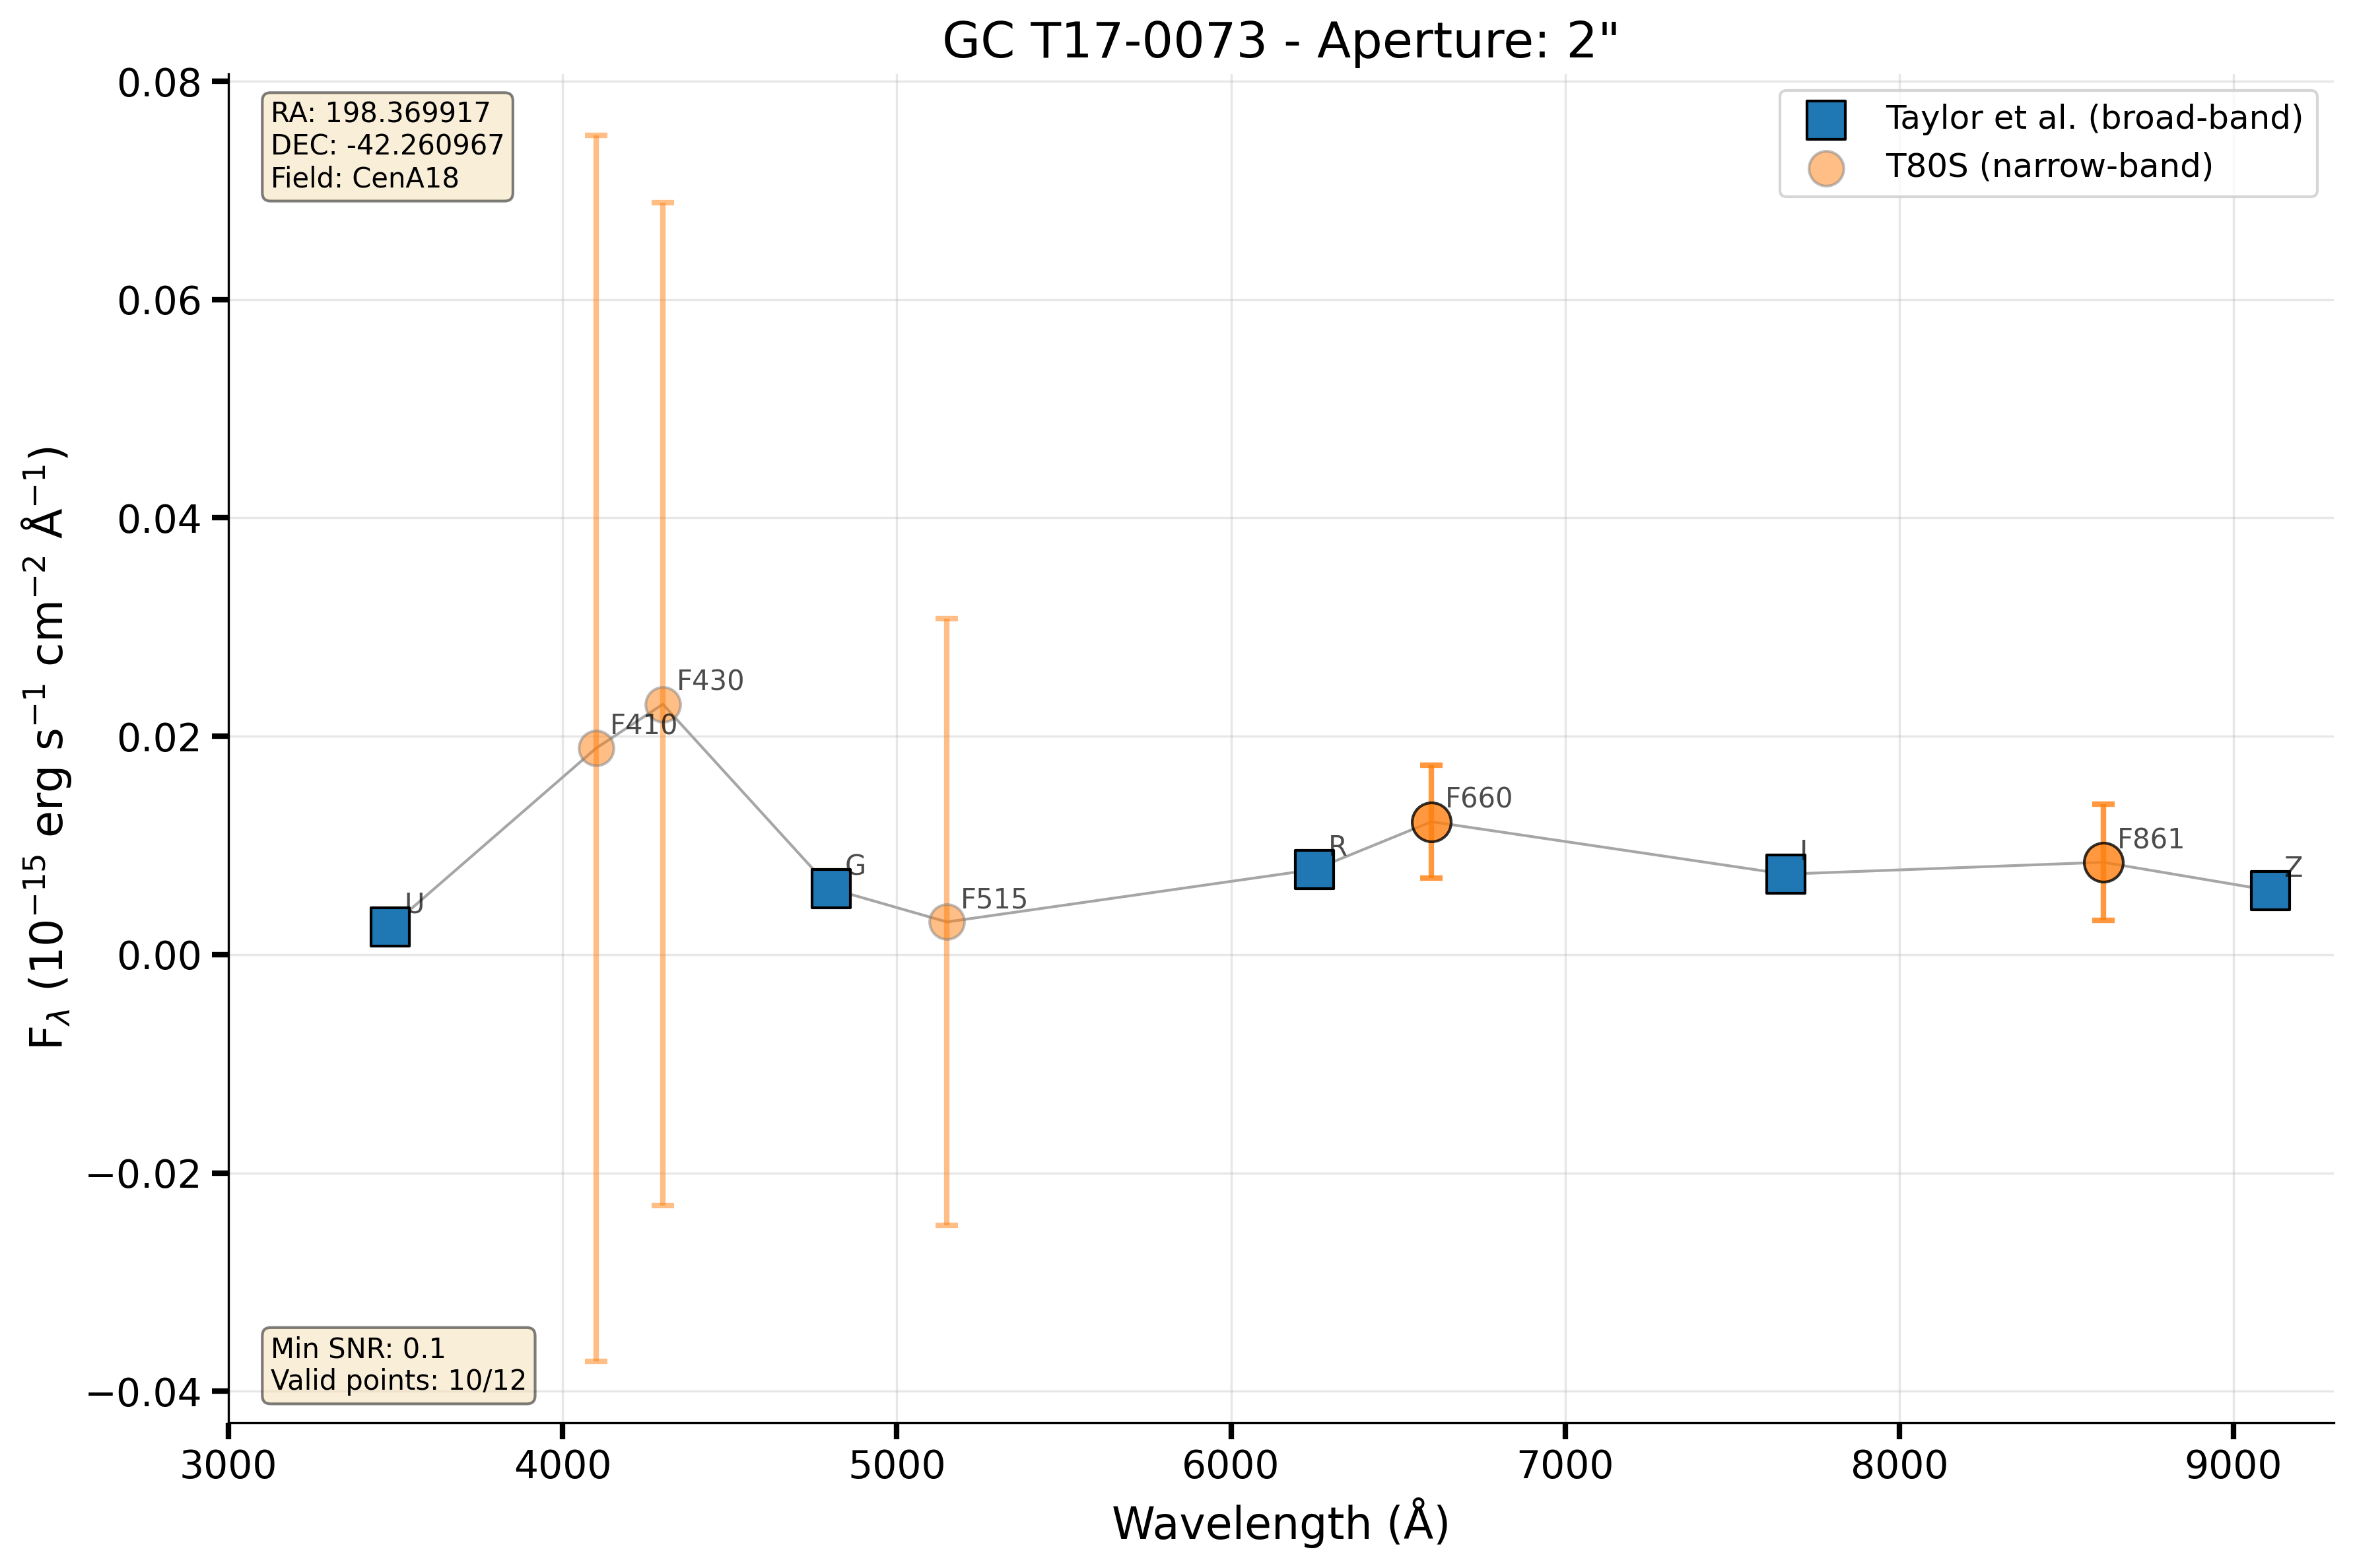 GC T17-0073 - Aperture: 2"
RA: 198.369917
DEC: -42.260967
Field: CenA18
Taylor et al. (broad-band)
T80S (narrow-band)
0.08
0.06
0.04
0.02
0.00
−0.02
−0.04
F_λ (10⁻¹⁵ erg s⁻¹ cm⁻² Å⁻¹)
U
F410
F430
G
F515
R
F660
I
F861
Z
Min SNR: 0.1
Valid points: 10/12
3000 4000 5000 6000 7000 8000 9000
Wavelength (Å)